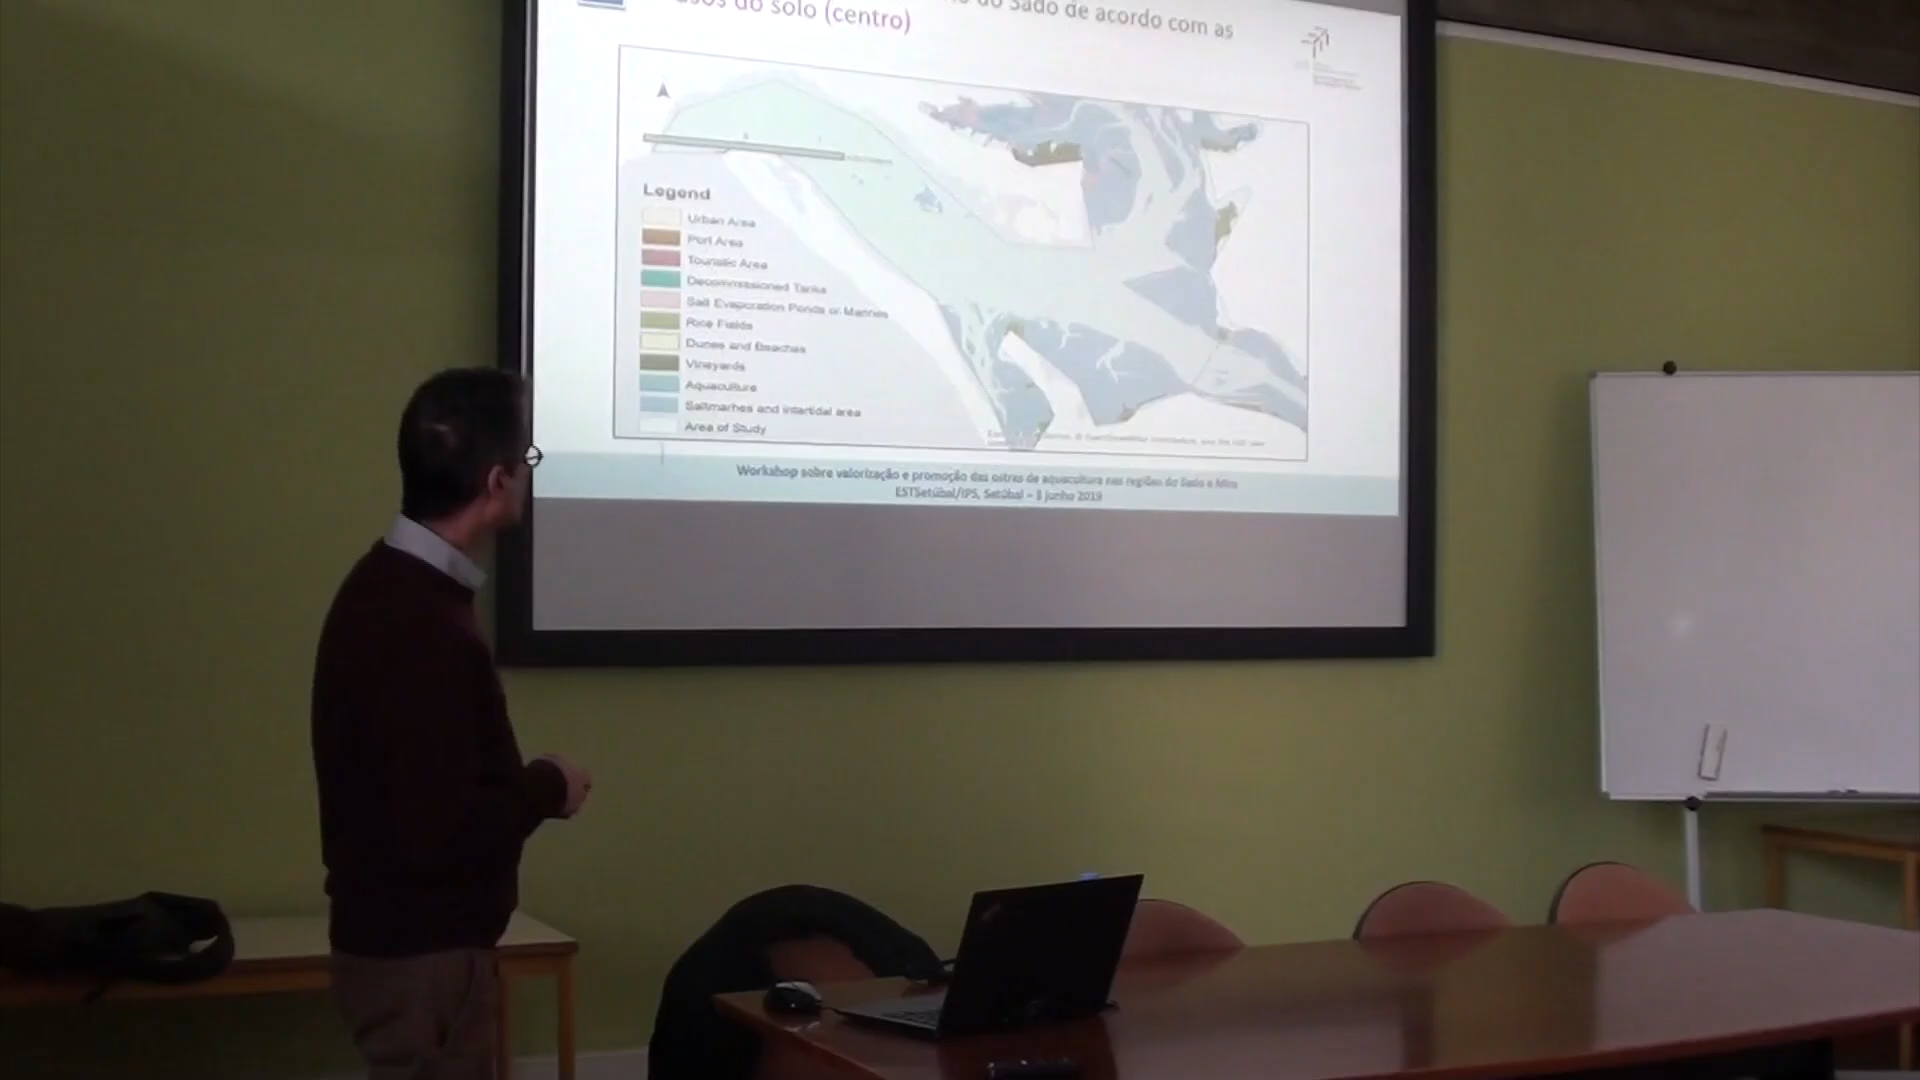 do Sado de acordo com as
usos do solo (centro)
Legend
Urban Area
Port Area
Touristic Area
Decommissioned Tanks
Salt Evaporation Ponds or Marines
Rice Fields
Dunes and Beaches
Vineyards
Aquaculture
Saltmarhes and intertidal area
Area of Study
Workshop sobre valorização e promoção das ostras de aquacultura nas regiões do Sado e Mira
ESTSetúbal/IPS, Setúbal – 3 junho 2019